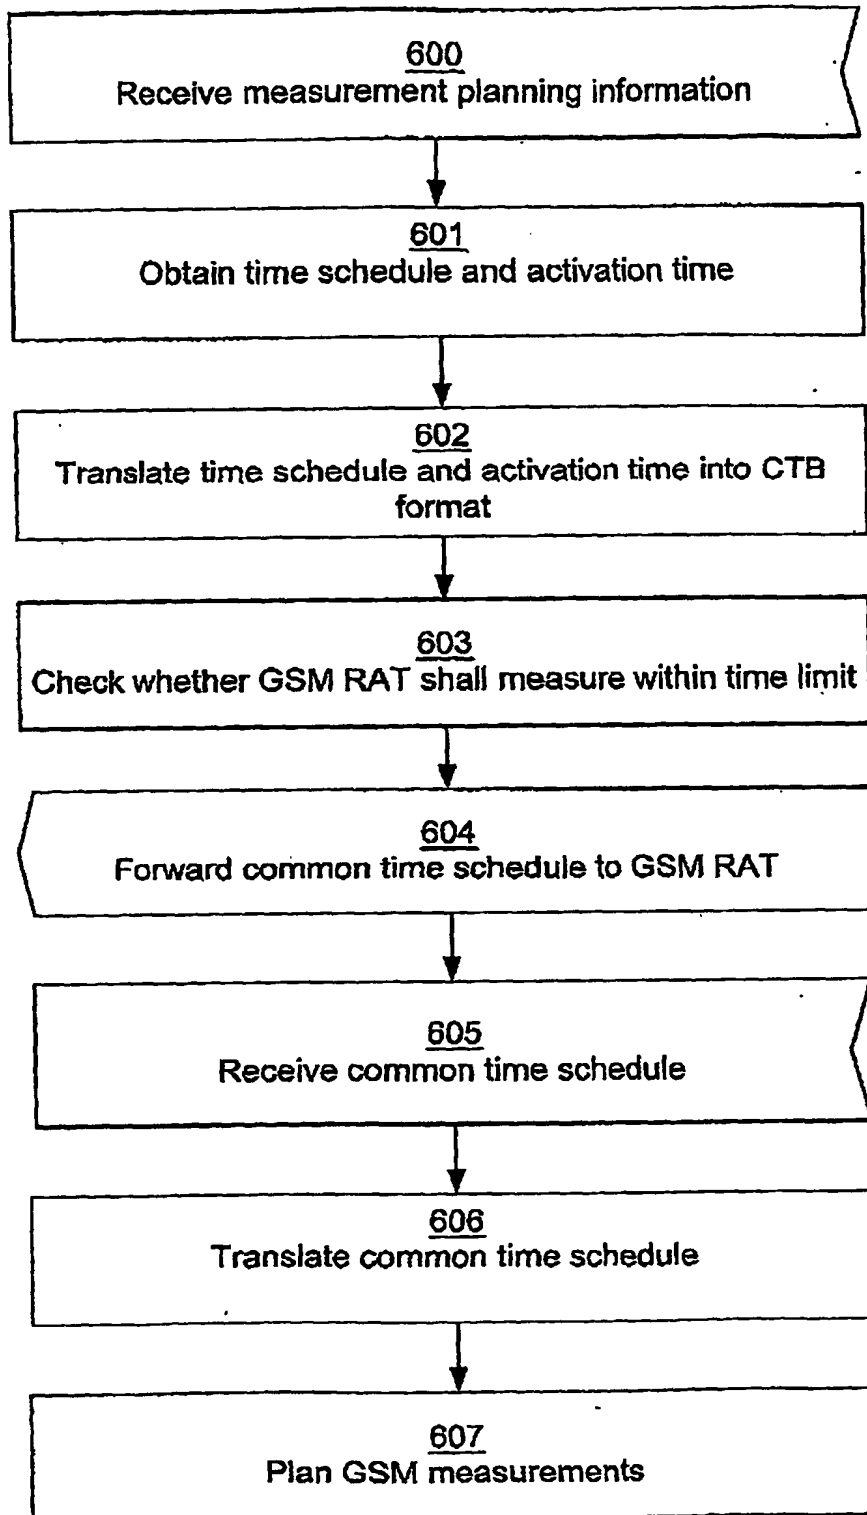 600
Receive measurement planning information
601
Obtain time schedule and activation time
602
Translate time schedule and activation time into CTB
format
603
Check whether GSM RAT shall measure within time limit
604
Forward common time schedule to GSM RAT
605
Receive common time schedule
606
Translate common time schedule
607
Plan GSM measurements